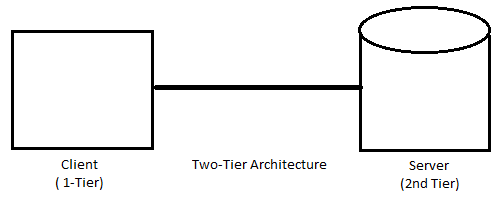 Client
( 1-Tier)
Two-Tier Architecture
Server
(2nd Tier)